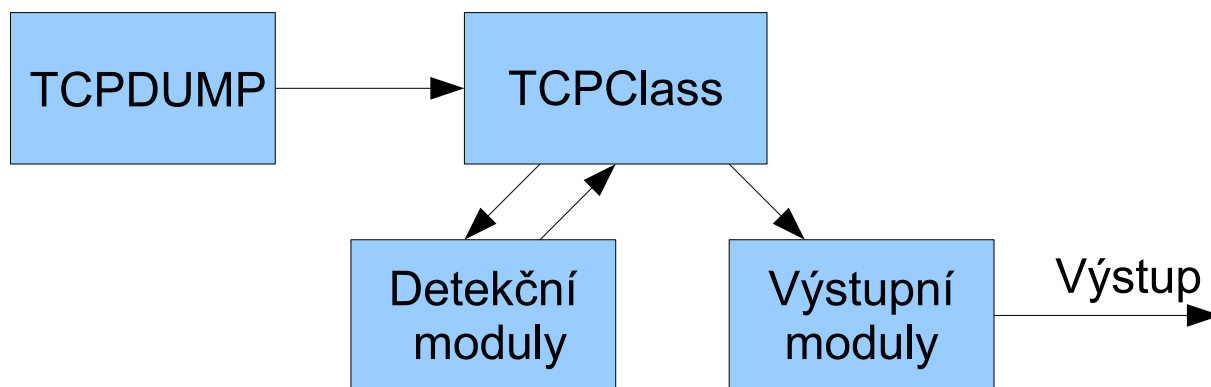 TCPDUMP
TCPClass
Detekční
moduly
Výstupní
moduly
Výstup